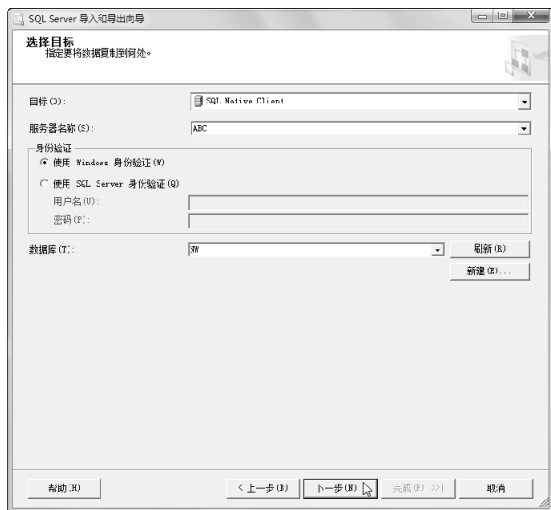 SQL Server 导入和导出向导
选择目标
指定要将数据复制到何处。
目标(D):
SQL Native Client
服务器名称(S):
ABC
身份验证
使用 Windows 身份验证(W)
使用 SQL Server 身份验证(Q)
用户名(U):
密码(P):
数据库(T):
刷新(R)
新建(E)...
帮助(H)
< 上一步(B)
下一步(N) >
完成(F) >>|
取消